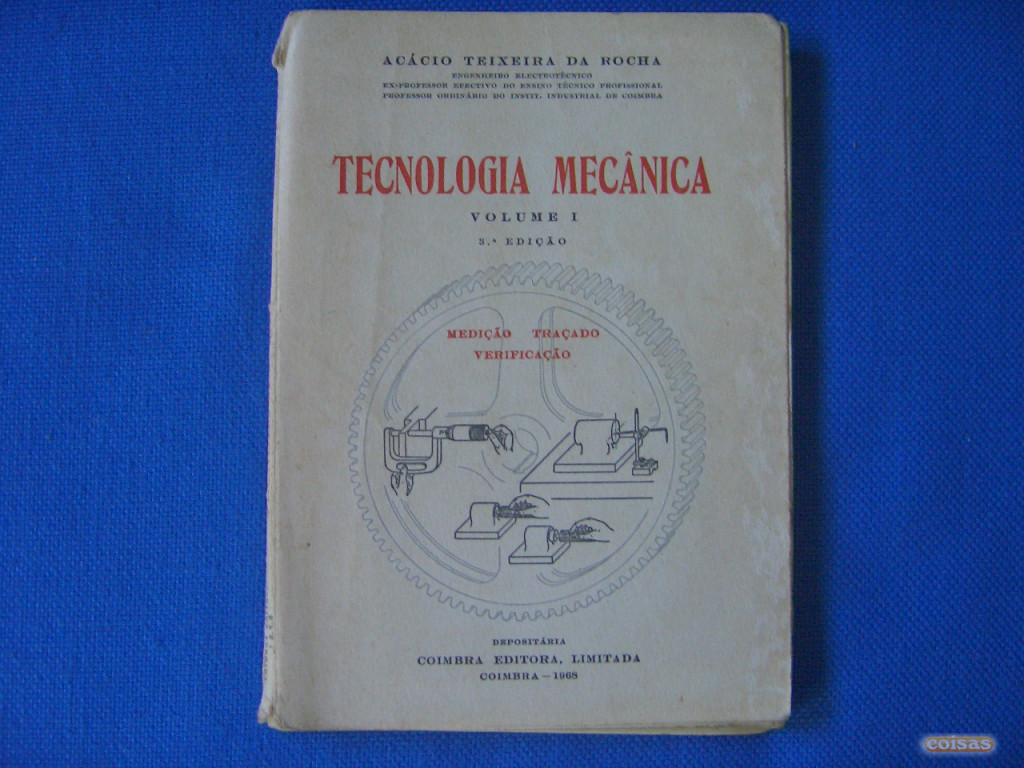 ACÁCIO TEIXEIRA DA ROCHA
ENGENHEIRO ELECTROTÉCNICO
EX-PROFESSOR EFECTIVO DO ENSINO TÉCNICO PROFISSIONAL
PROFESSOR ORDINÁRIO DO INSTIT. INDUSTRIAL DE COIMBRA
TECNOLOGIA MECÂNICA
VOLUME I
3.ª EDIÇÃO
MEDIÇÃO TRAÇADO
VERIFICAÇÃO
DEPOSITÁRIA
COIMBRA EDITORA, LIMITADA
COIMBRA — 1968
coisas